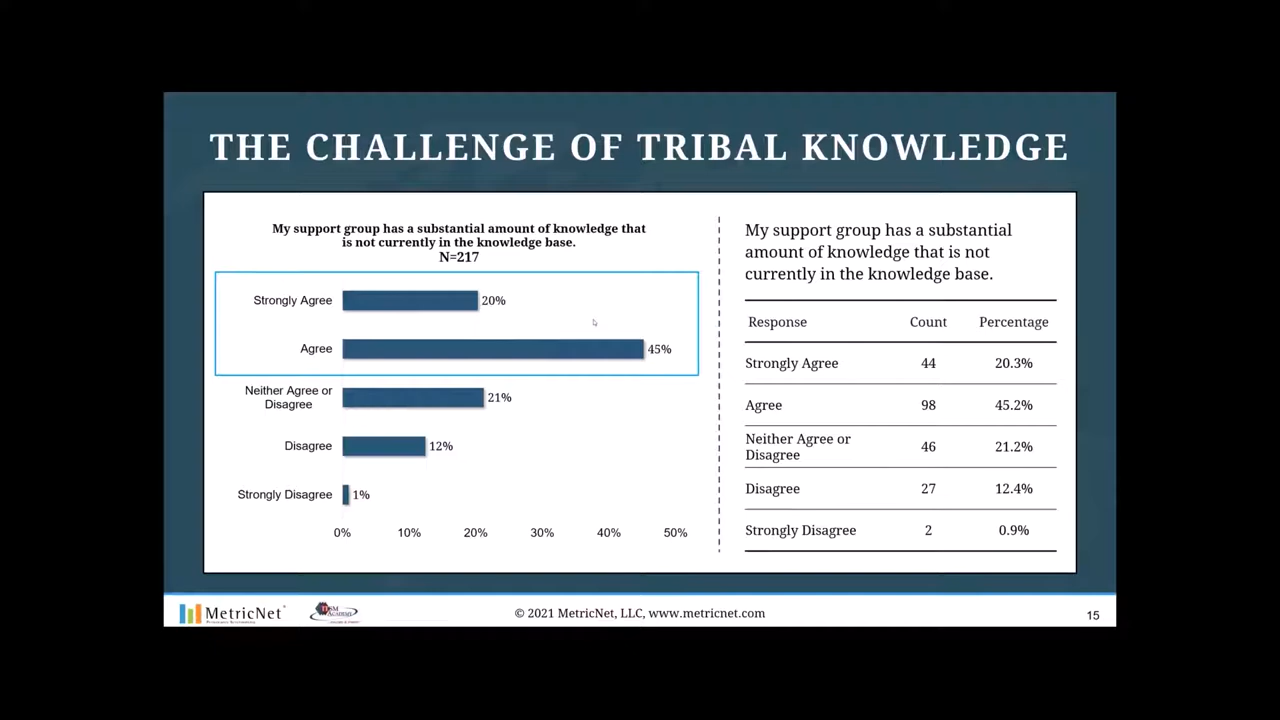 THE CHALLENGE OF TRIBAL KNOWLEDGE
My support group has a substantial amount of knowledge that
is not currently in the knowledge base.
N=217
Strongly Agree 20%
Agree 45%
Neither Agree or
Disagree 21%
Disagree 12%
Strongly Disagree 1%
0% 10% 20% 30% 40% 50%
My support group has a substantial
amount of knowledge that is not
currently in the knowledge base.
Response Count Percentage
Strongly Agree 44 20.3%
Agree 98 45.2%
Neither Agree or
Disagree 46 21.2%
Disagree 27 12.4%
Strongly Disagree 2 0.9%
MetricNet
© 2021 MetricNet, LLC, www.metricnet.com
15